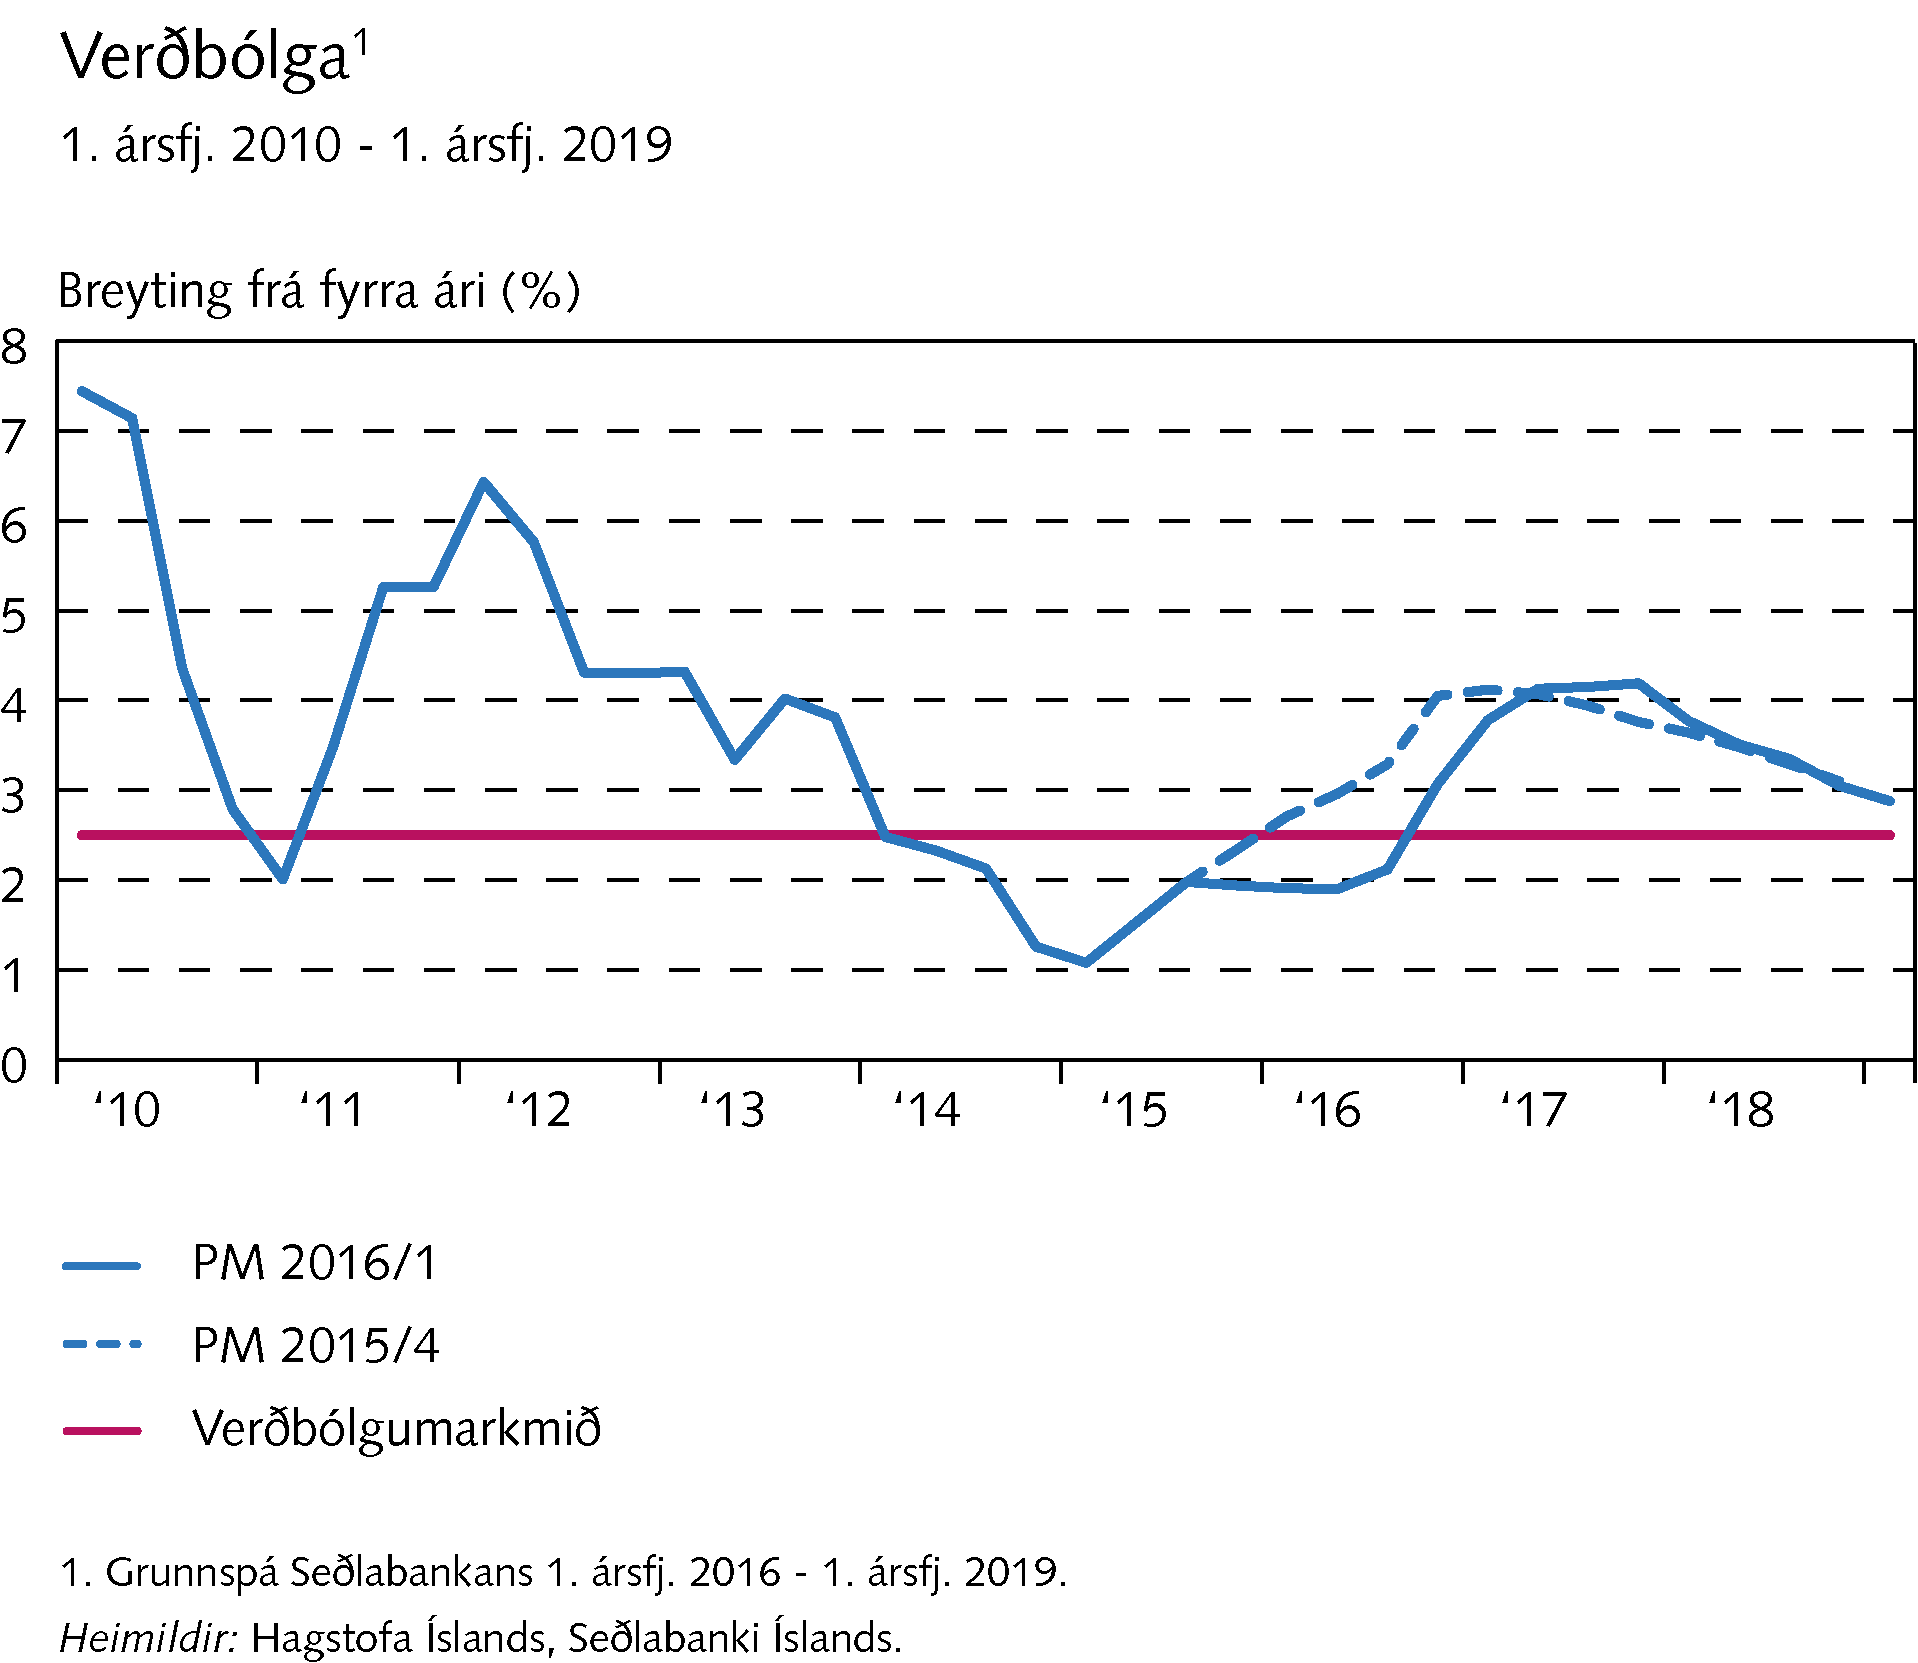 Verðbólga¹
1. ársfj. 2010 - 1. ársfj. 2019
Breyting frá fyrra ári (%)
8
7
6
5
4
3
2
1
0
‘10 ‘11 ‘12 ‘13 ‘14 ‘15 ‘16 ‘17 ‘18
PM 2016/1
PM 2015/4
Verðbólgumarkmið
1. Grunnspá Seðlabankans 1. ársfj. 2016 - 1. ársfj. 2019.
Heimildir: Hagstofa Íslands, Seðlabanki Íslands.